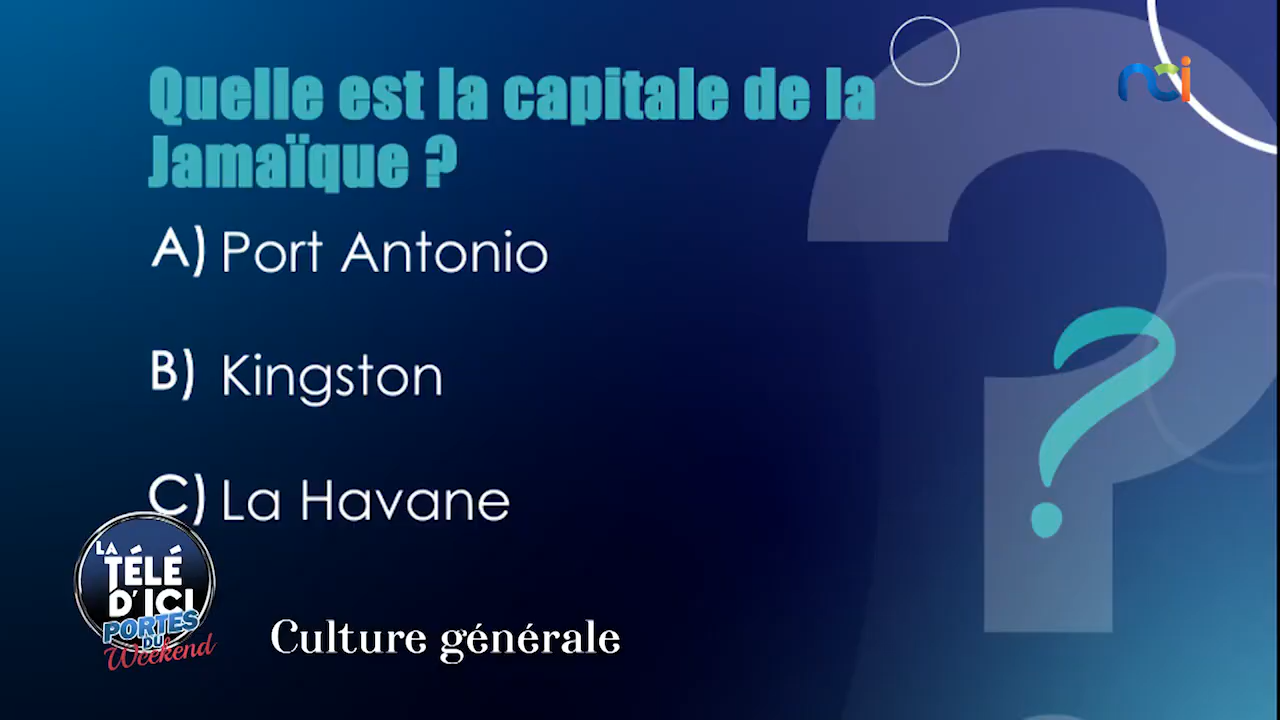 nci
Quelle est la capitale de la
Jamaïque ?
A) Port Antonio
B) Kingston
C) La Havane
LA
TÉLÉ
D'ICI
PORTES
DU
Weekend
Culture générale